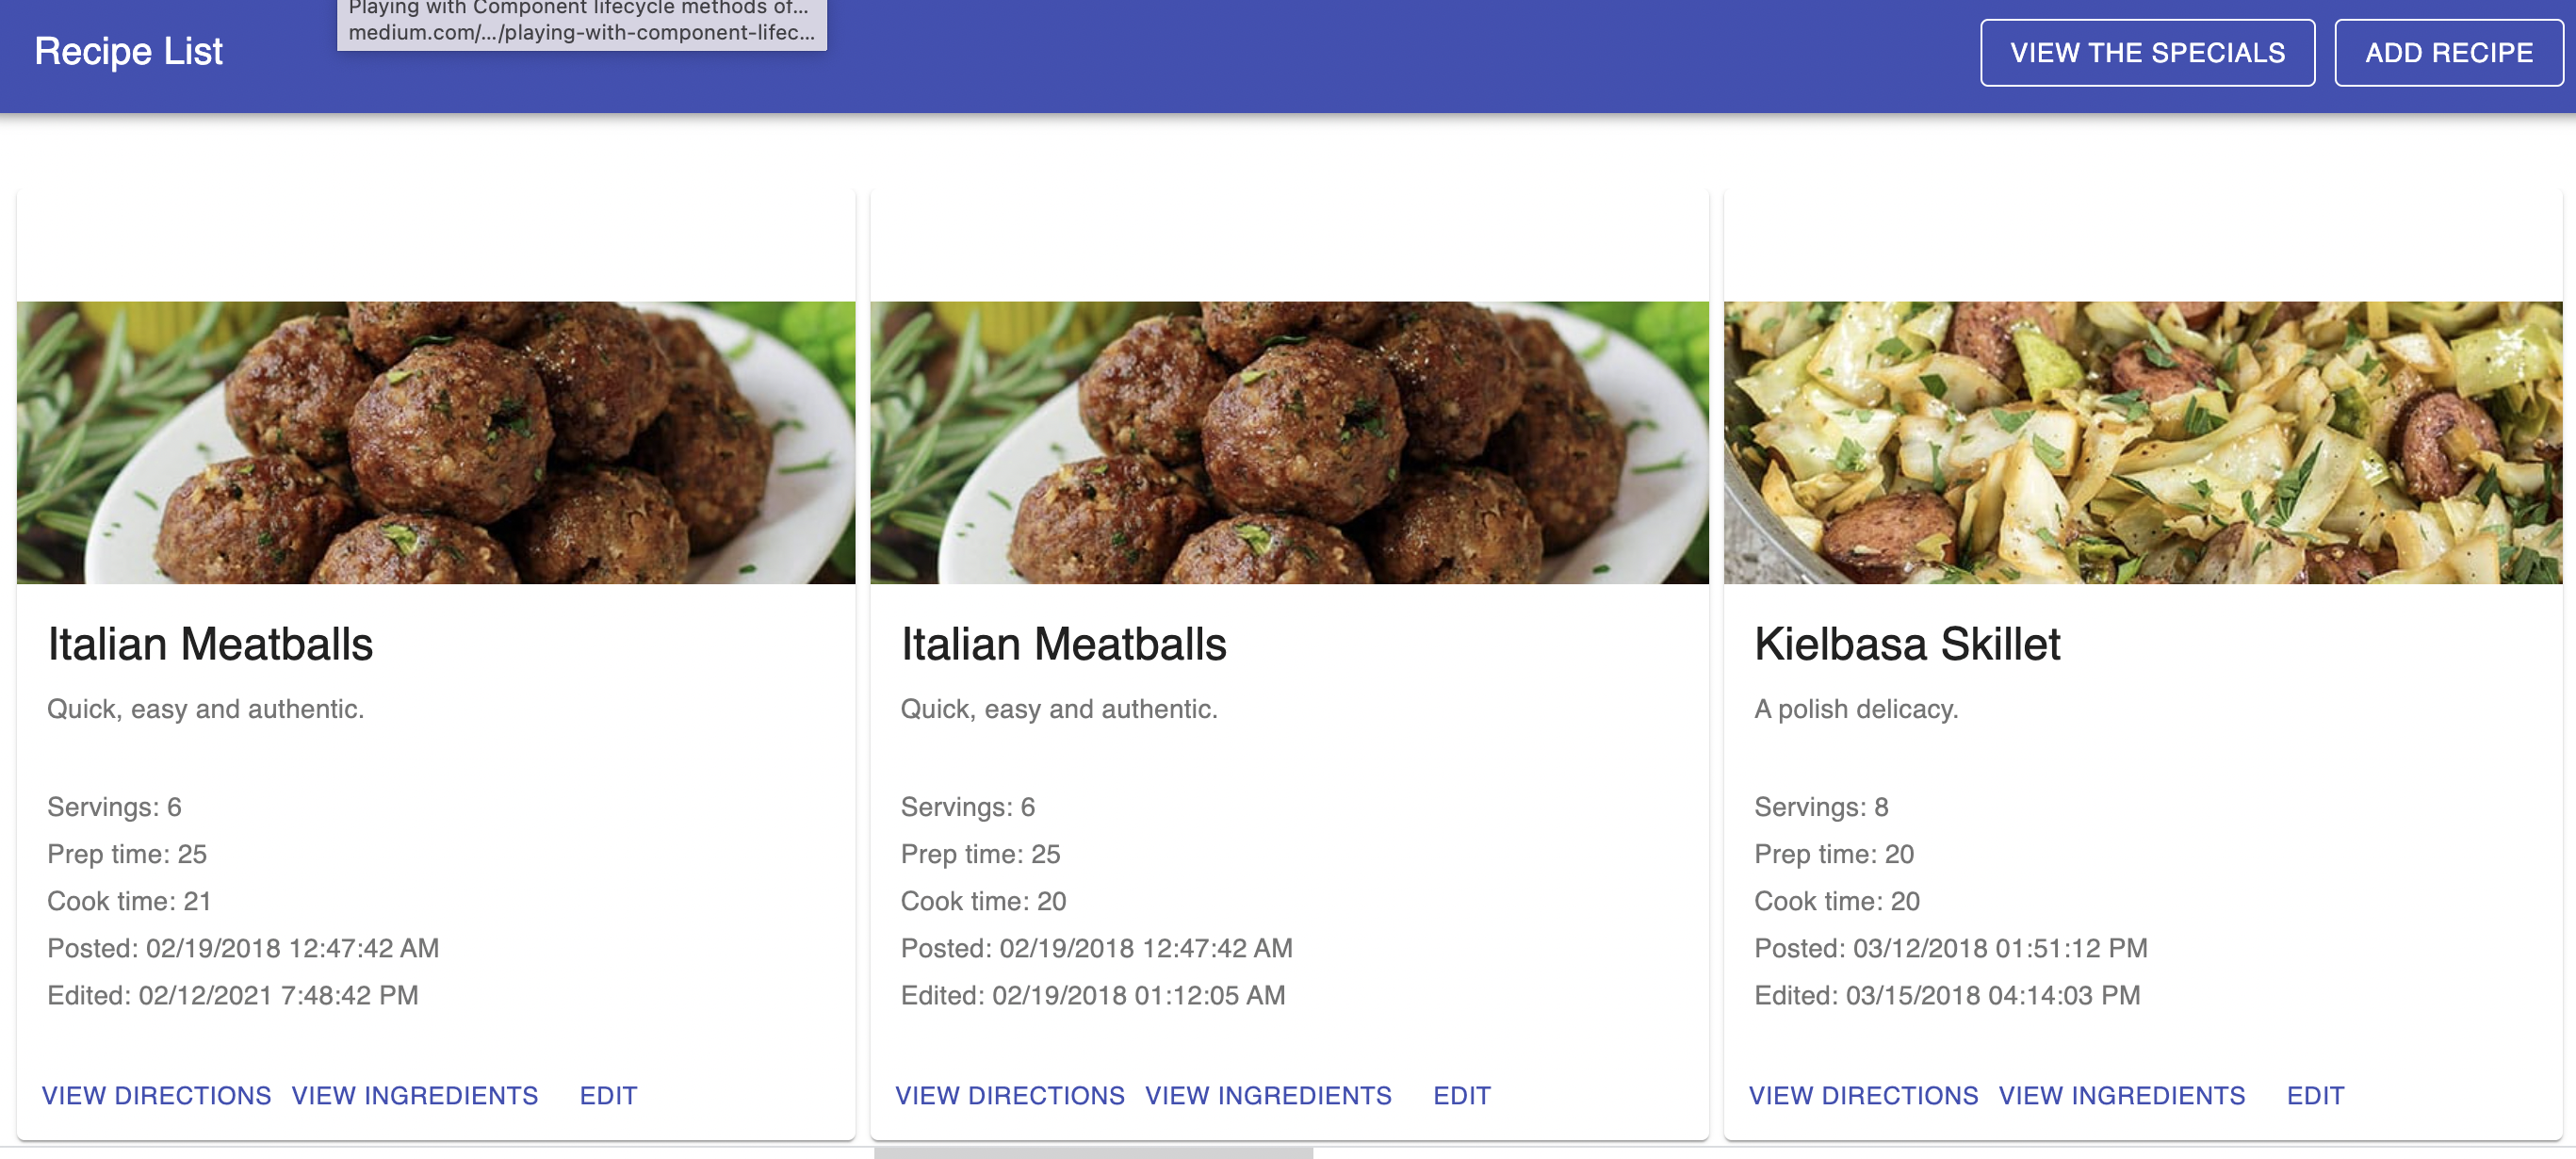 Playing with Component lifecycle methods of...
medium.com/.../playing-with-component-lifec...
Recipe List
VIEW THE SPECIALS
ADD RECIPE
Italian Meatballs
Quick, easy and authentic.
Servings: 6
Prep time: 25
Cook time: 21
Posted: 02/19/2018 12:47:42 AM
Edited: 02/12/2021 7:48:42 PM
VIEW DIRECTIONS VIEW INGREDIENTS EDIT
Italian Meatballs
Quick, easy and authentic.
Servings: 6
Prep time: 25
Cook time: 20
Posted: 02/19/2018 12:47:42 AM
Edited: 02/19/2018 01:12:05 AM
VIEW DIRECTIONS VIEW INGREDIENTS EDIT
Kielbasa Skillet
A polish delicacy.
Servings: 8
Prep time: 20
Cook time: 20
Posted: 03/12/2018 01:51:12 PM
Edited: 03/15/2018 04:14:03 PM
VIEW DIRECTIONS VIEW INGREDIENTS EDIT